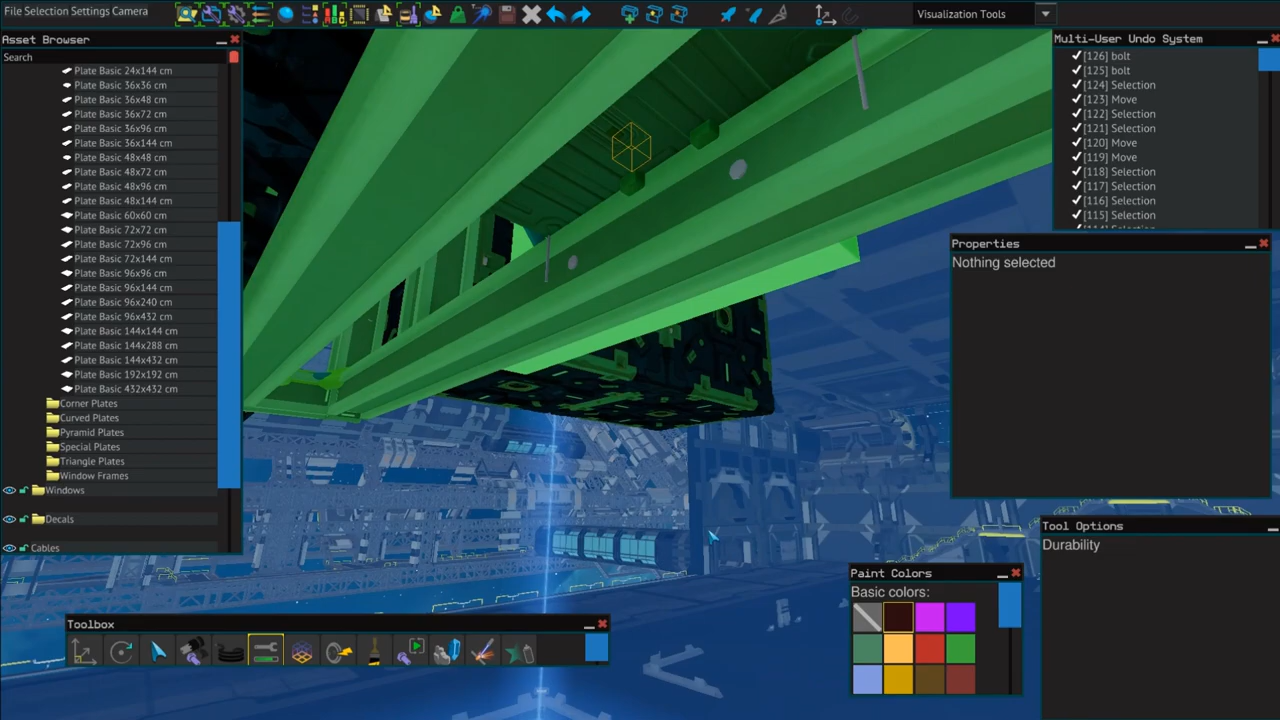 File Selection Settings Camera
Visualization Tools
Asset Browser
Search
Plate Basic 24x144 cm
Plate Basic 36x36 cm
Plate Basic 36x48 cm
Plate Basic 36x72 cm
Plate Basic 36x96 cm
Plate Basic 36x144 cm
Plate Basic 48x48 cm
Plate Basic 48x72 cm
Plate Basic 48x96 cm
Plate Basic 48x144 cm
Plate Basic 60x60 cm
Plate Basic 72x72 cm
Plate Basic 72x96 cm
Plate Basic 72x144 cm
Plate Basic 96x96 cm
Plate Basic 96x144 cm
Plate Basic 96x240 cm
Plate Basic 96x432 cm
Plate Basic 144x144 cm
Plate Basic 144x288 cm
Plate Basic 144x432 cm
Plate Basic 192x192 cm
Plate Basic 432x432 cm
Corner Plates
Curved Plates
Pyramid Plates
Special Plates
Triangle Plates
Window Frames
Windows
Decals
Cables
Multi-User Undo System
[126] bolt
[125] bolt
[124] Selection
[123] Move
[122] Selection
[121] Selection
[120] Move
[119] Move
[118] Selection
[117] Selection
[116] Selection
[115] Selection
Properties
Nothing selected
Tool Options
Durability
Paint Colors
Basic colors:
Toolbox